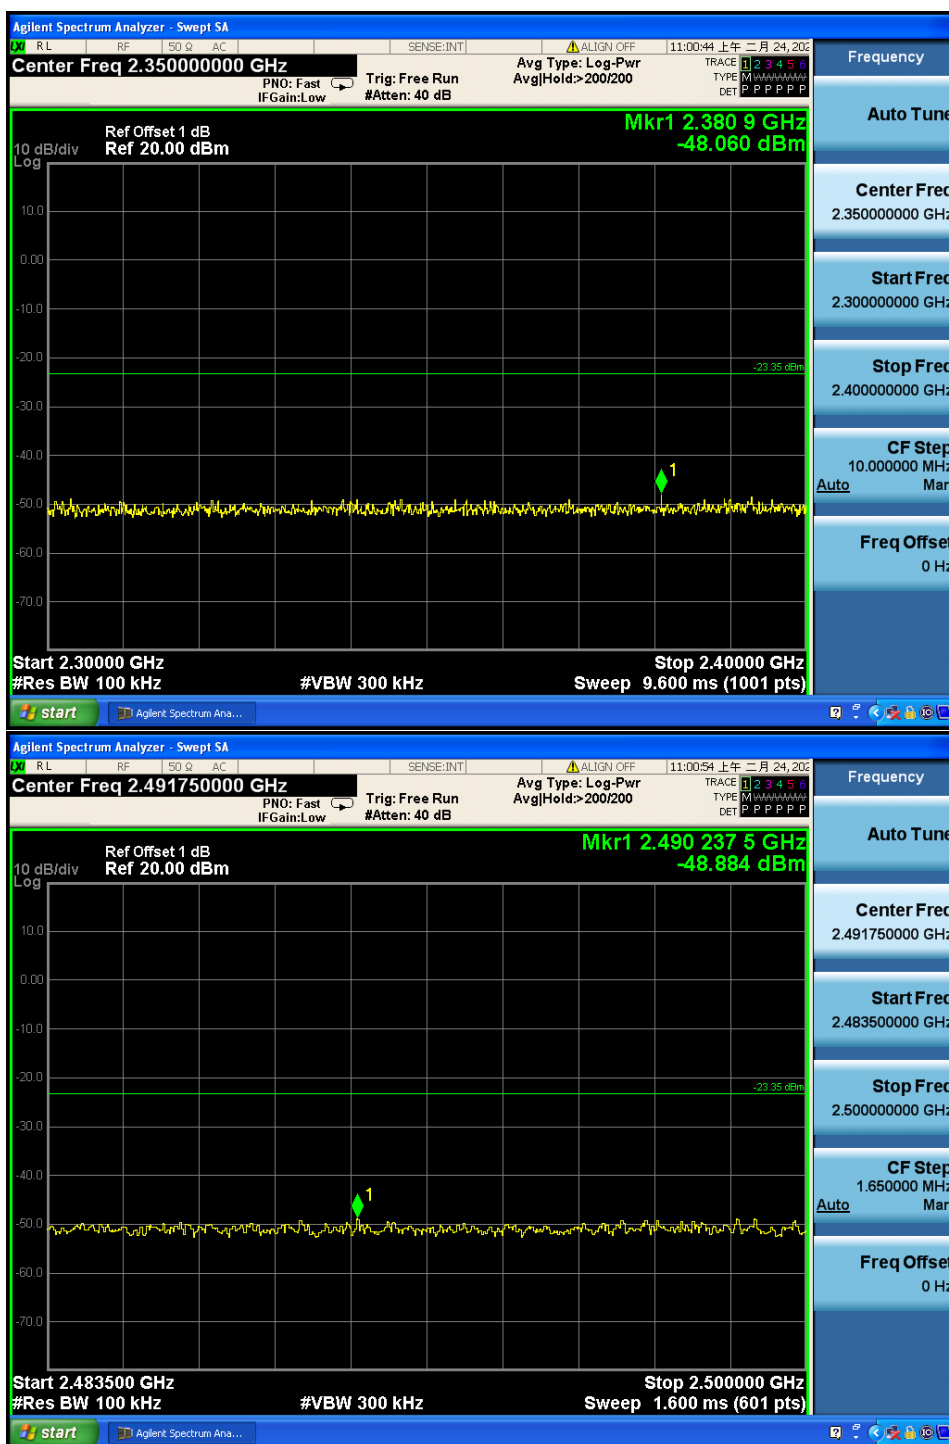 Agilent Spectrum Analyzer - Swept SA
LXI RL RF 50 Ω AC SENSE:INT ALIGN OFF 11:00:44 上午 二月 24, 202
Center Freq 2.350000000 GHz
PNO: Fast
IFGain:Low
Trig: Free Run
#Atten: 40 dB
Avg Type: Log-Pwr
Avg|Hold:>200/200
TRACE 1 2 3 4 5 6
TYPE M
DET P P P P P P
Mkr1 2.380 9 GHz
-48.060 dBm
Ref Offset 1 dB
10 dB/div Ref 20.00 dBm
Log
10.0
0.00
-10.0
-20.0
-23.35 dBm
-30.0
-40.0
1
-50.0
-60.0
-70.0
Start 2.30000 GHz Stop 2.40000 GHz
#Res BW 100 kHz #VBW 300 kHz Sweep 9.600 ms (1001 pts)
Frequency
Auto Tune
Center Freq
2.350000000 GHz
Start Freq
2.300000000 GHz
Stop Freq
2.400000000 GHz
CF Step
10.000000 MHz
Auto Man
Freq Offset
0 Hz
start Agilent Spectrum Ana...
Agilent Spectrum Analyzer - Swept SA
LXI RL RF 50 Ω AC SENSE:INT ALIGN OFF 11:00:54 上午 二月 24, 202
Center Freq 2.491750000 GHz
PNO: Fast
IFGain:Low
Trig: Free Run
#Atten: 40 dB
Avg Type: Log-Pwr
Avg|Hold:>200/200
TRACE 1 2 3 4 5 6
TYPE M
DET P P P P P P
Mkr1 2.490 237 5 GHz
-48.884 dBm
Ref Offset 1 dB
10 dB/div Ref 20.00 dBm
Log
10.0
0.00
-10.0
-20.0
-23.35 dBm
-30.0
-40.0
1
-50.0
-60.0
-70.0
Start 2.483500 GHz Stop 2.500000 GHz
#Res BW 100 kHz #VBW 300 kHz Sweep 1.600 ms (601 pts)
Frequency
Auto Tune
Center Freq
2.491750000 GHz
Start Freq
2.483500000 GHz
Stop Freq
2.500000000 GHz
CF Step
1.650000 MHz
Auto Man
Freq Offset
0 Hz
start Agilent Spectrum Ana...